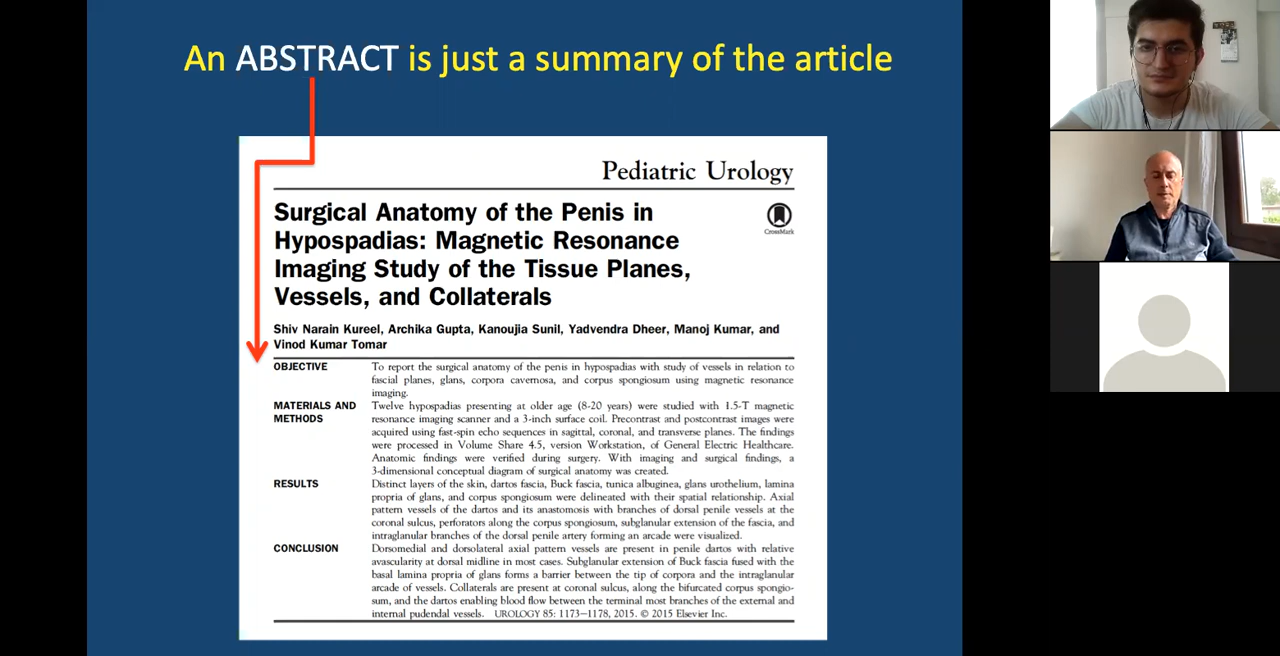 An ABSTRACT is just a summary of the article
Pediatric Urology
Surgical Anatomy of the Penis in
Hypospadias: Magnetic Resonance
Imaging Study of the Tissue Planes,
Vessels, and Collaterals
CrossMark
Shiv Narain Kureel, Archika Gupta, Kanoujia Sunil, Yadvendra Dheer, Manoj Kumar, and
Vinod Kumar Tomar
OBJECTIVE To report the surgical anatomy of the penis in hypospadias with study of vessels in relation to
fascial planes, glans, corpora cavernosa, and corpus spongiosum using magnetic resonance
imaging.
MATERIALS AND Twelve hypospadias presenting at older age (8-20 years) were studied with 1.5-T magnetic
METHODS resonance imaging scanner and a 3-inch surface coil. Precontrast and postcontrast images were
acquired using fast-spin echo sequences in sagittal, coronal, and transverse planes. The findings
were processed in Volume Share 4.5, version Workstation, of General Electric Healthcare.
Anatomic findings were verified during surgery. With imaging and surgical findings, a
3-dimensional conceptual diagram of surgical anatomy was created.
RESULTS Distinct layers of the skin, dartos fascia, Buck fascia, tunica albuginea, glans urothelium, lamina
propria of glans, and corpus spongiosum were delineated with their spatial relationship. Axial
pattern vessels of the dartos and its anastomosis with branches of dorsal penile vessels at the
coronal sulcus, perforators along the corpus spongiosum, subglanular extension of the fascia, and
intraglanular branches of the dorsal penile artery forming an arcade were visualized.
CONCLUSION Dorsomedial and dorsolateral axial pattern vessels are present in penile dartos with relative
avascularity at dorsal midline in most cases. Subglanular extension of Buck fascia fused with the
basal lamina propria of glans forms a barrier between the tip of corpora and the intraglanular
arcade of vessels. Collaterals are present at coronal sulcus, along the bifurcated corpus spongio-
sum, and the dartos enabling blood flow between the terminal most branches of the external and
internal pudendal vessels. UROLOGY 85: 1173–1178, 2015. © 2015 Elsevier Inc.